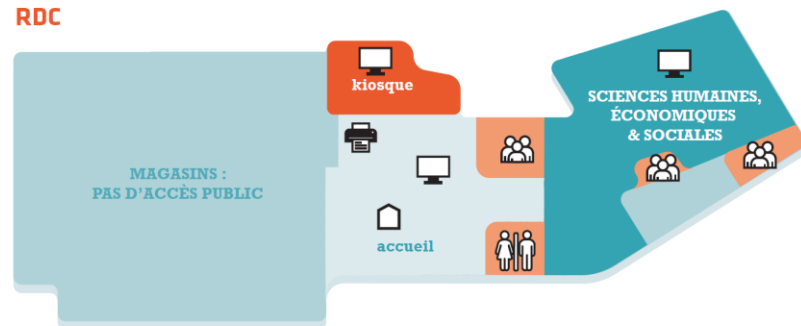 RDC
kiosque
SCIENCES HUMAINES,
ÉCONOMIQUES
& SOCIALES
MAGASINS :
PAS D'ACCÈS PUBLIC
accueil